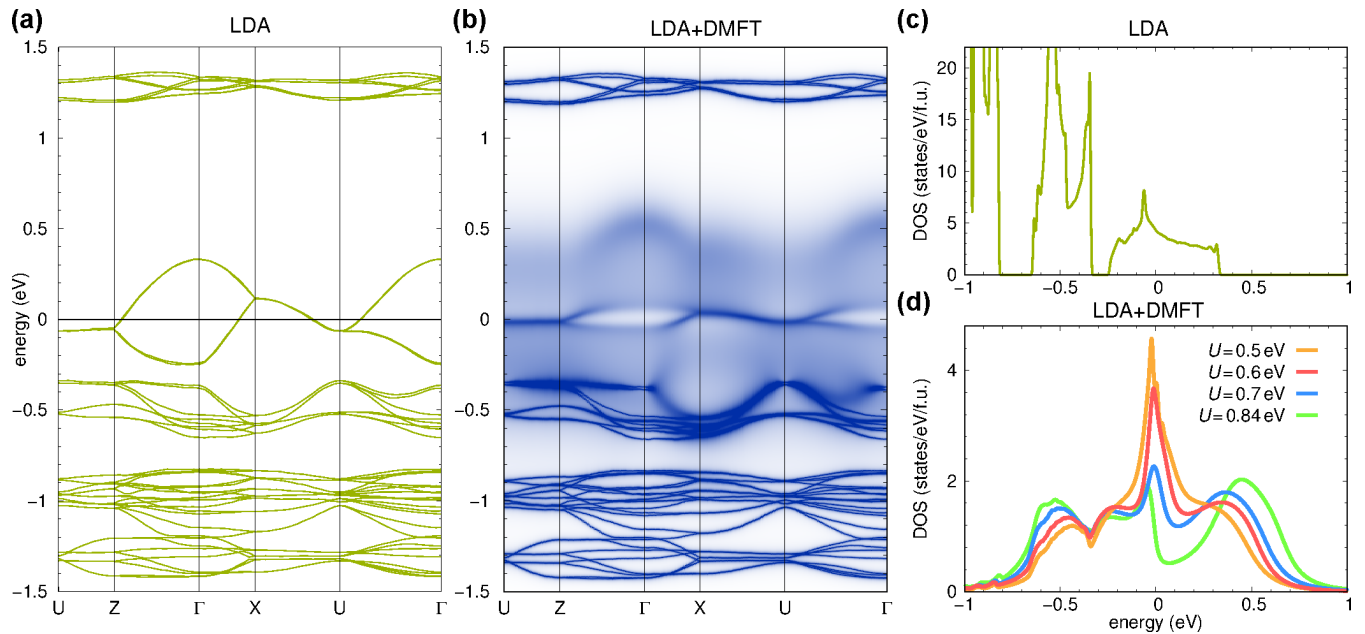 (a)
LDA
1.5
1
0.5
0
−0.5
−1
−1.5
energy (eV)
U Z Γ X U Γ
(b)
LDA+DMFT
1.5
1
0.5
0
−0.5
−1
−1.5
U Z Γ X U Γ
(c)
LDA
20
15
10
5
0
DOS (states/eV/f.u.)
−1 −0.5 0 0.5 1
(d)
LDA+DMFT
U = 0.5 eV
U = 0.6 eV
U = 0.7 eV
U = 0.84 eV
4
2
0
DOS (states/eV/f.u.)
−1 −0.5 0 0.5 1
energy (eV)